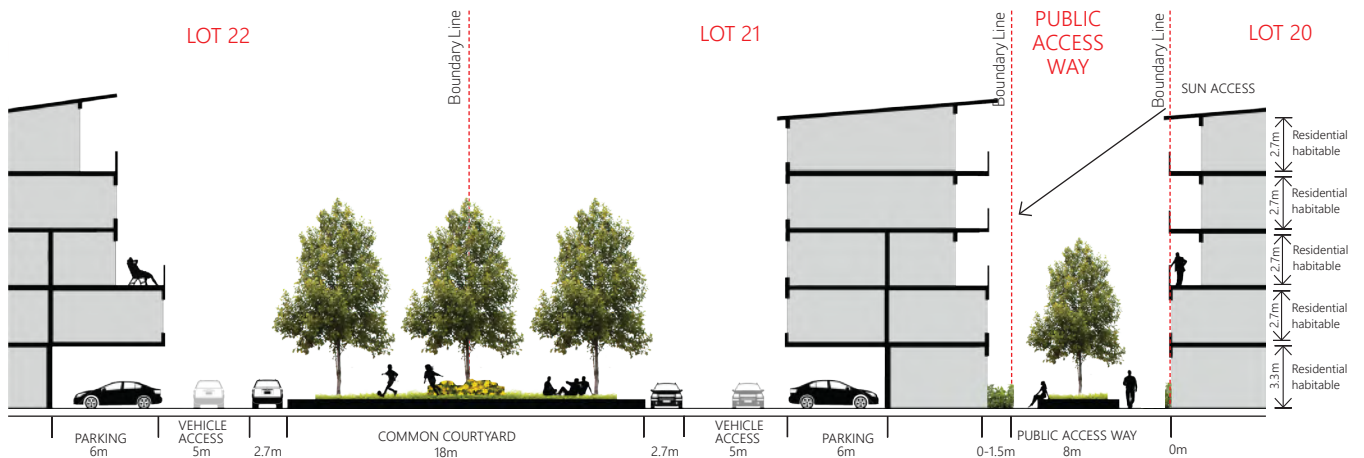 LOT 22
Boundary Line
LOT 21
Boundary Line
PUBLIC
ACCESS
WAY
Boundary Line
LOT 20
SUN ACCESS
2.7m
Residential
habitable
2.7m
Residential
habitable
2.7m
Residential
habitable
2.7m
Residential
habitable
3.3m
Residential
habitable
PARKING
6m
VEHICLE
ACCESS
5m
2.7m
COMMON COURTYARD
18m
2.7m
VEHICLE
ACCESS
5m
PARKING
6m
0-1.5m
PUBLIC ACCESS WAY
8m
0m